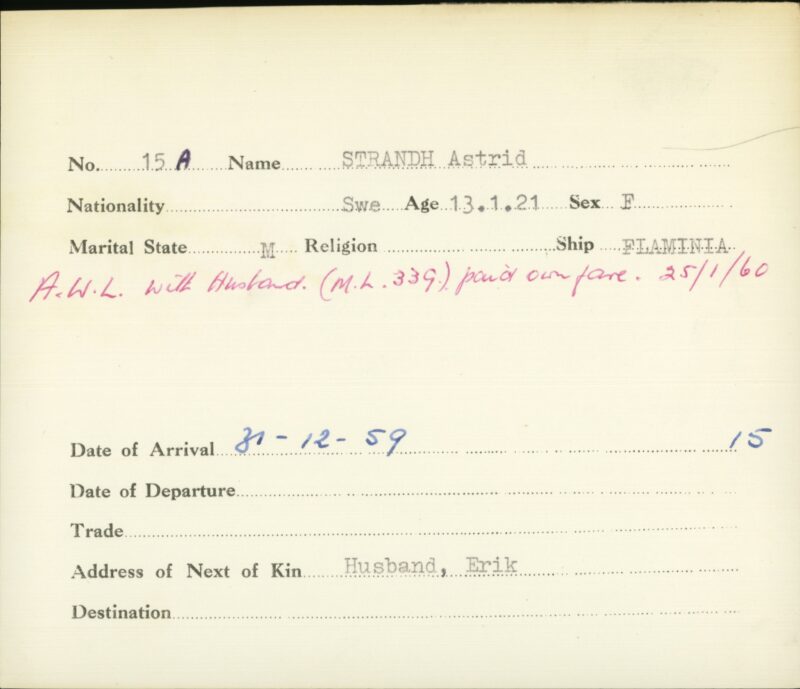 No. 15 A Name STRANDH Astrid
Nationality Swe Age 13.1.21 Sex F
Marital State M Religion Ship FLAMINIA
A.W.L. with Husband. (M.L. 339.) paid own fare. 25/1/60
Date of Arrival 31-12-59 15
Date of Departure
Trade
Address of Next of Kin Husband, Erik
Destination